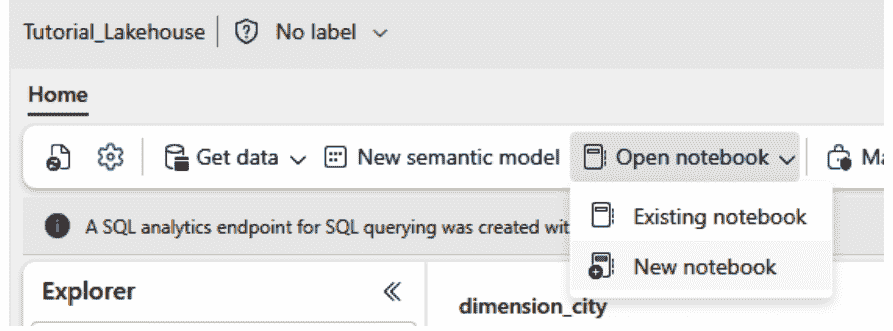 Tutorial_Lakehouse No label
Home
Get data New semantic model Open notebook
Existing notebook
A SQL analytics endpoint for SQL querying was created
New notebook
Explorer
dimension_city